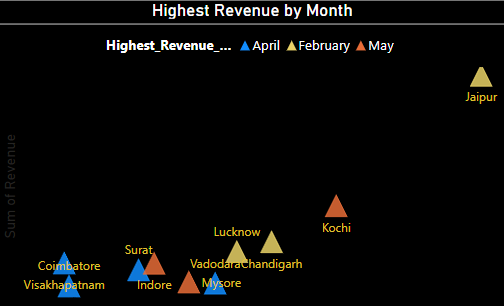 Highest Revenue by Month
Highest_Revenue_... April February May
Jaipur
Sum of Revenue
Kochi
Lucknow
Surat
VadodaraChandigarh
Coimbatore
Visakhapatnam
Indore
Mysore